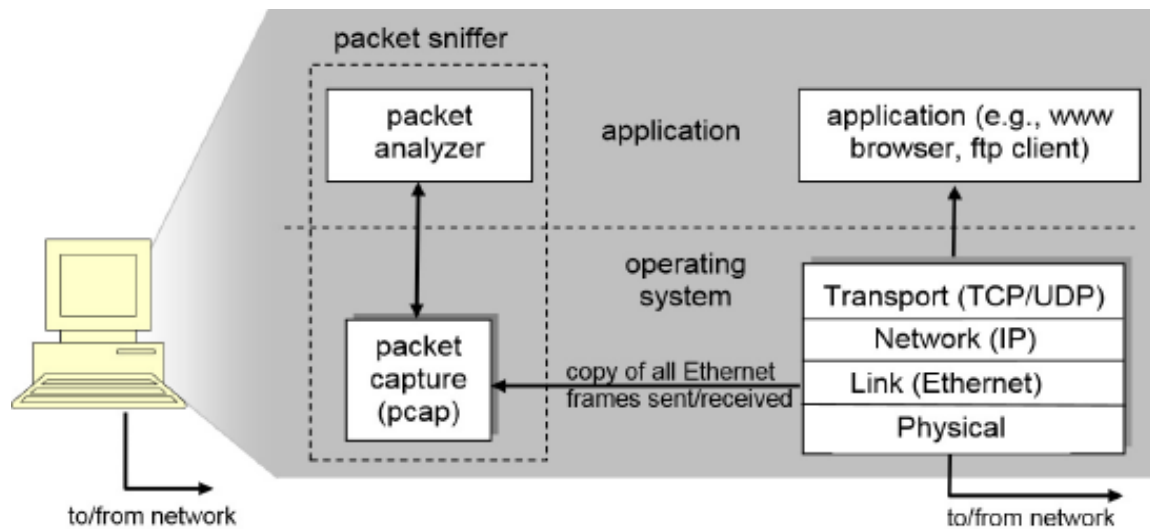 packet sniffer
packet
analyzer
application
application (e.g., www
browser, ftp client)
operating
system
packet
capture
(pcap)
copy of all Ethernet
frames sent/received
Transport (TCP/UDP)
Network (IP)
Link (Ethernet)
Physical
to/from network
to/from network